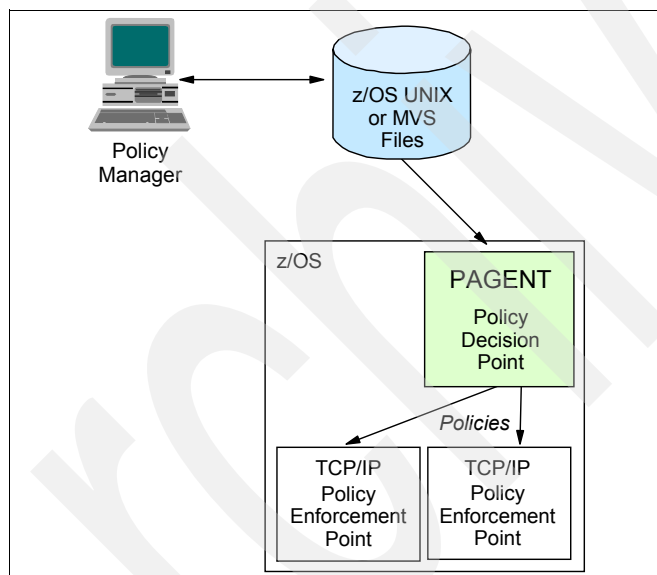 Policy
Manager
z/OS UNIX
or MVS
Files
z/OS
PAGENT
Policy
Decision
Point
Policies
TCP/IP
Policy
Enforcement
Point
TCP/IP
Policy
Enforcement
Point